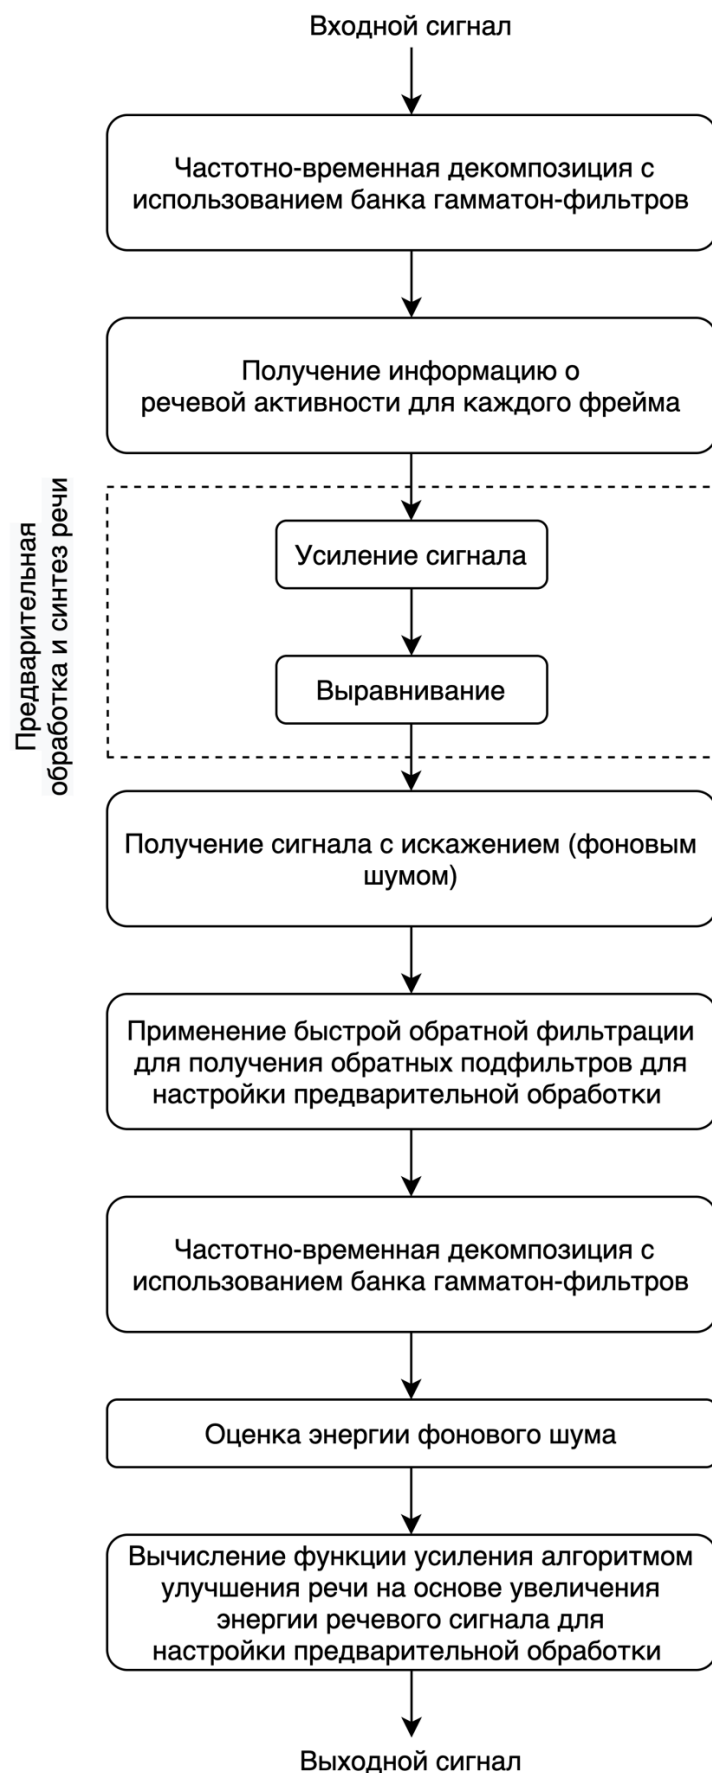 Входной сигнал
Частотно-временная декомпозиция с
использованием банка гамматон-фильтров
Получение информацию о
речевой активности для каждого фрейма
Предварительная
обработка и синтез речи
Усиление сигнала
Выравнивание
Получение сигнала с искажением (фоновым
шумом)
Применение быстрой обратной фильтрации
для получения обратных подфильтров для
настройки предварительной обработки
Частотно-временная декомпозиция с
использованием банка гамматон-фильтров
Оценка энергии фонового шума
Вычисление функции усиления алгоритмом
улучшения речи на основе увеличения
энергии речевого сигнала для
настройки предварительной обработки
Выходной сигнал